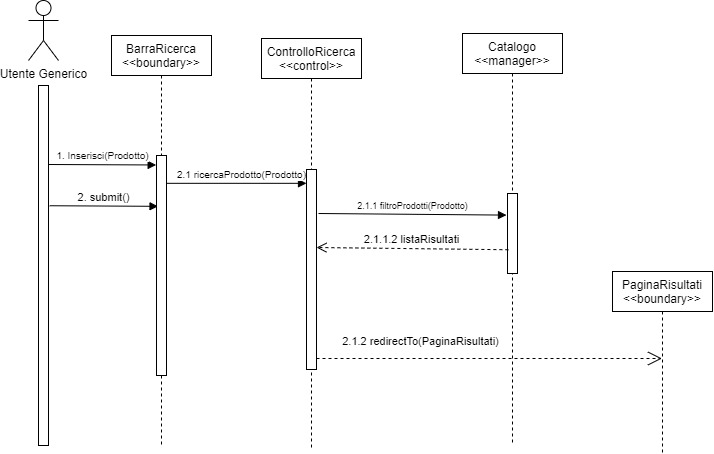 Utente Generico
BarraRicerca
<<boundary>>
ControlloRicerca
<<control>>
Catalogo
<<manager>>
1. Inserisci(Prodotto)
2.1 ricercaProdotto(Prodotto)
2. submit()
2.1.1 filtroProdotti(Prodotto)
2.1.1.2 listaRisultati
PaginaRisultati
<<boundary>>
2.1.2 redirectTo(PaginaRisultati)